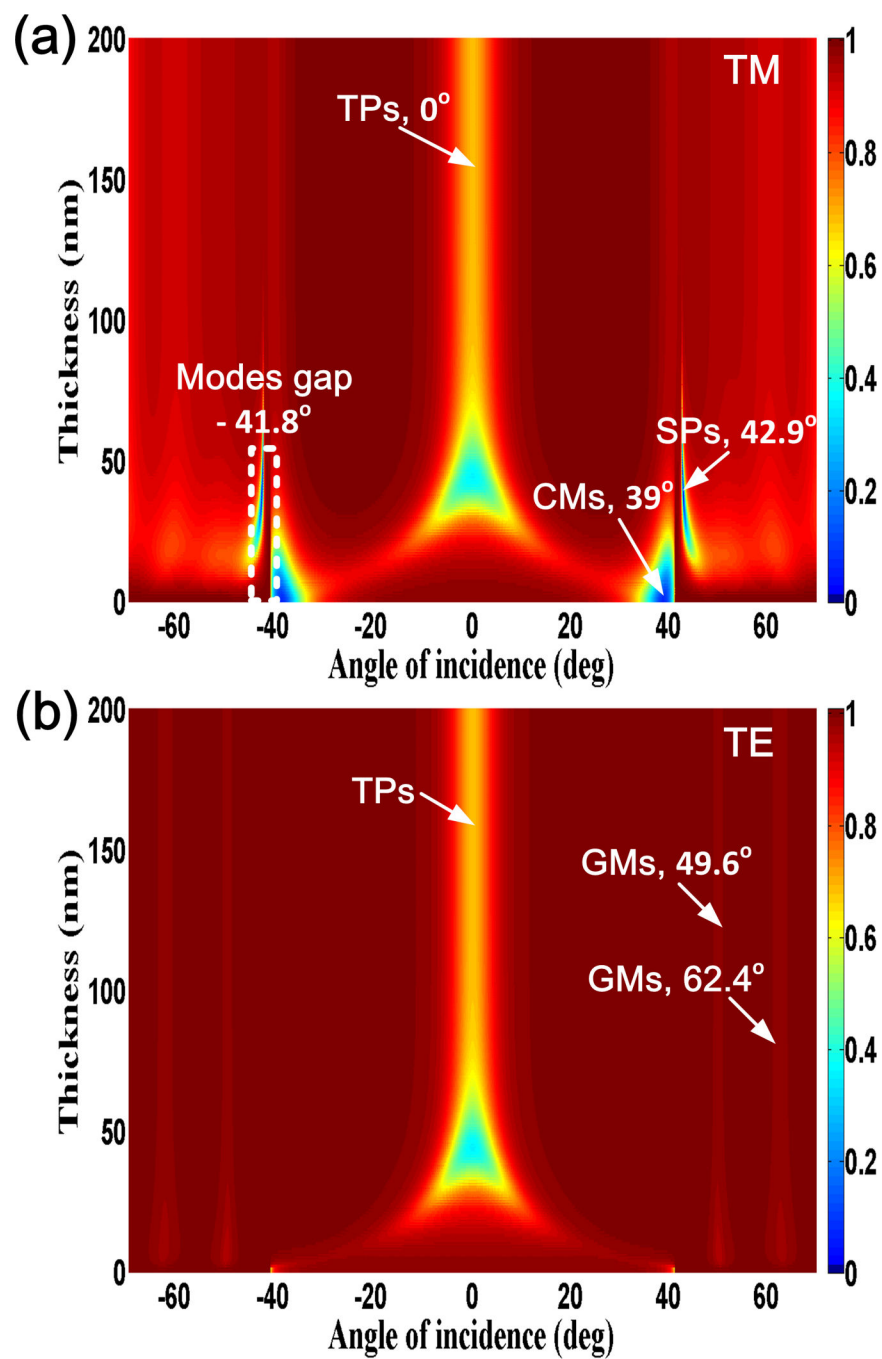 (a)
TM
TPs, 0°
Modes gap
- 41.8°
SPs, 42.9°
CMs, 39°
Thickness (nm)
200
150
100
50
0
-60 -40 -20 0 20 40 60
Angle of incidence (deg)
1
0.8
0.6
0.4
0.2
0
(b)
TE
TPs
GMs, 49.6°
GMs, 62.4°
Thickness (nm)
200
150
100
50
0
-60 -40 -20 0 20 40 60
Angle of incidence (deg)
1
0.8
0.6
0.4
0.2
0